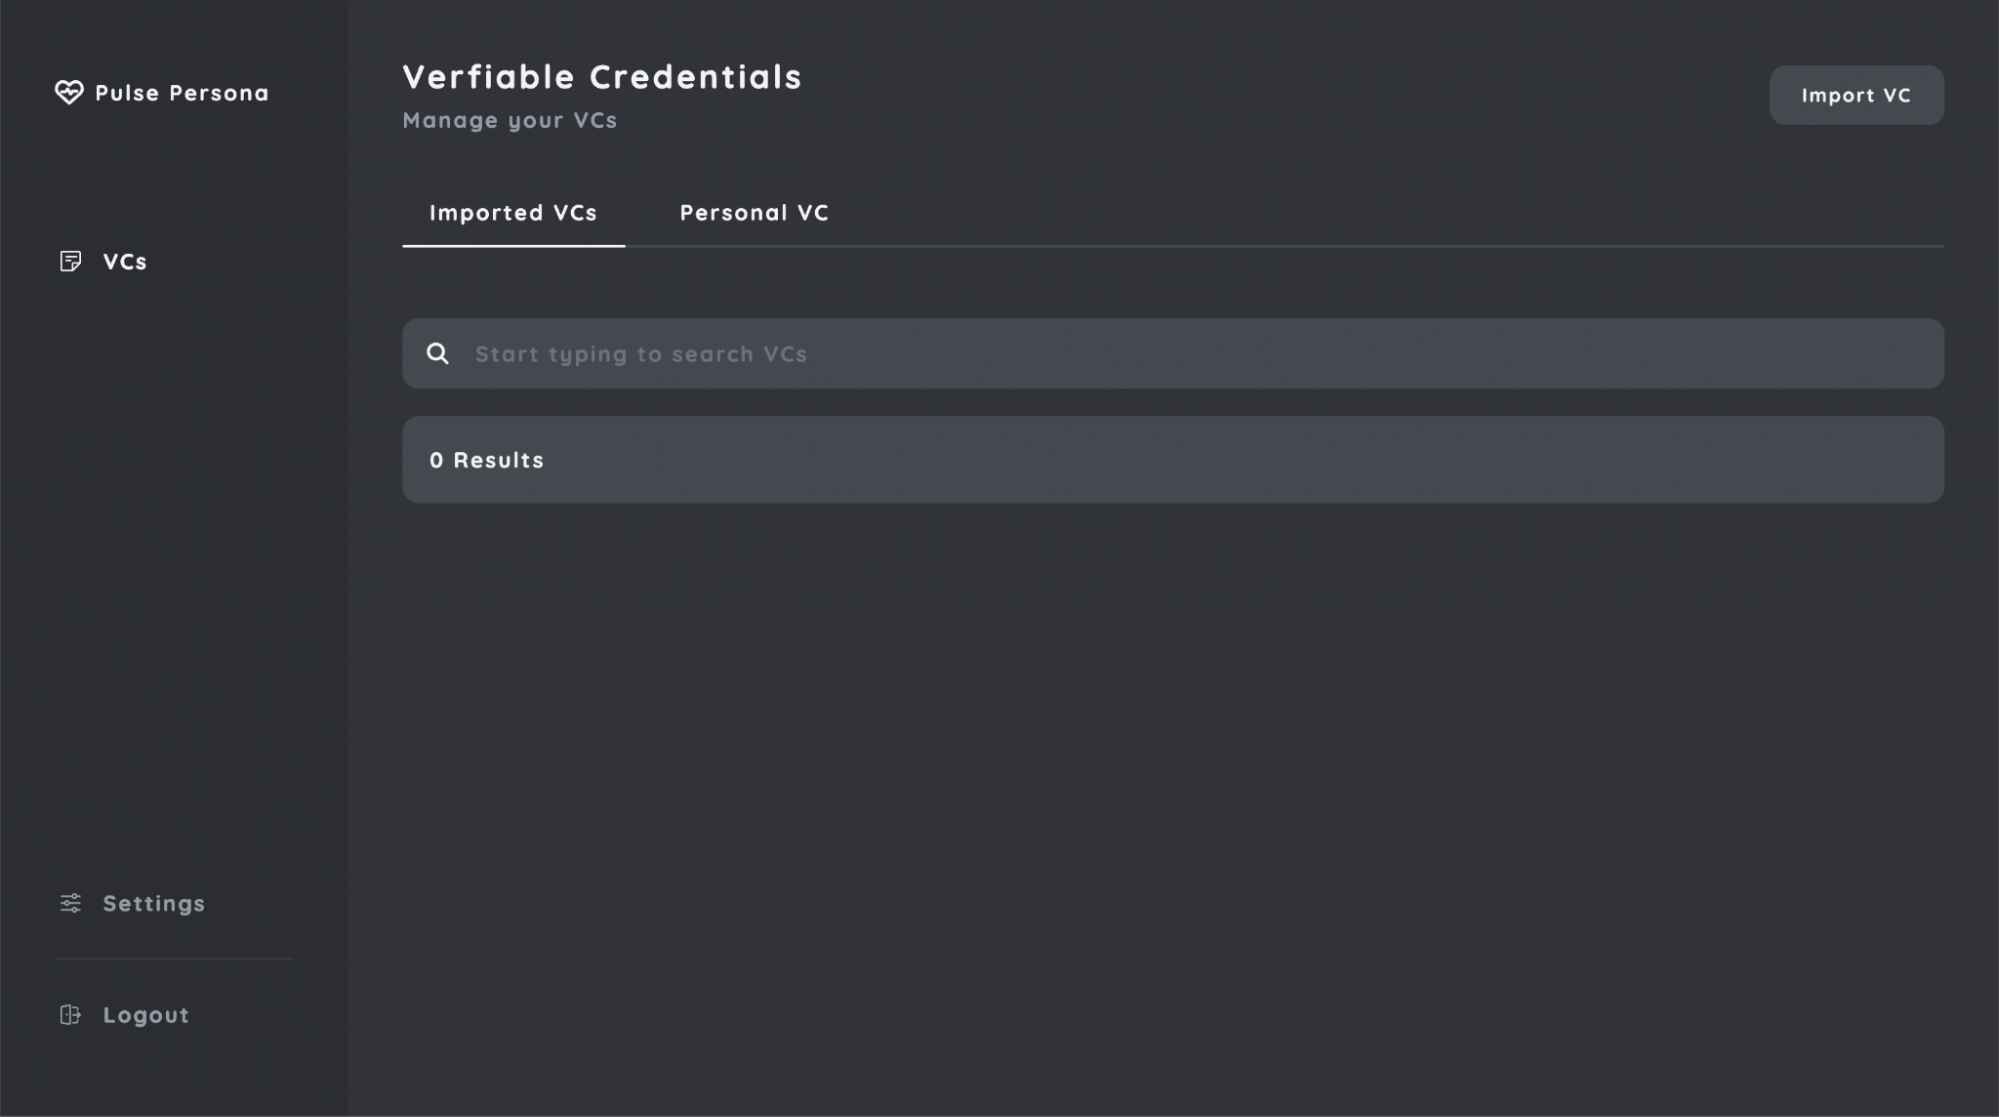 Pulse Persona
VCs
Settings
Logout
Verfiable Credentials
Manage your VCs
Import VC
Imported VCs
Personal VC
Start typing to search VCs
0 Results